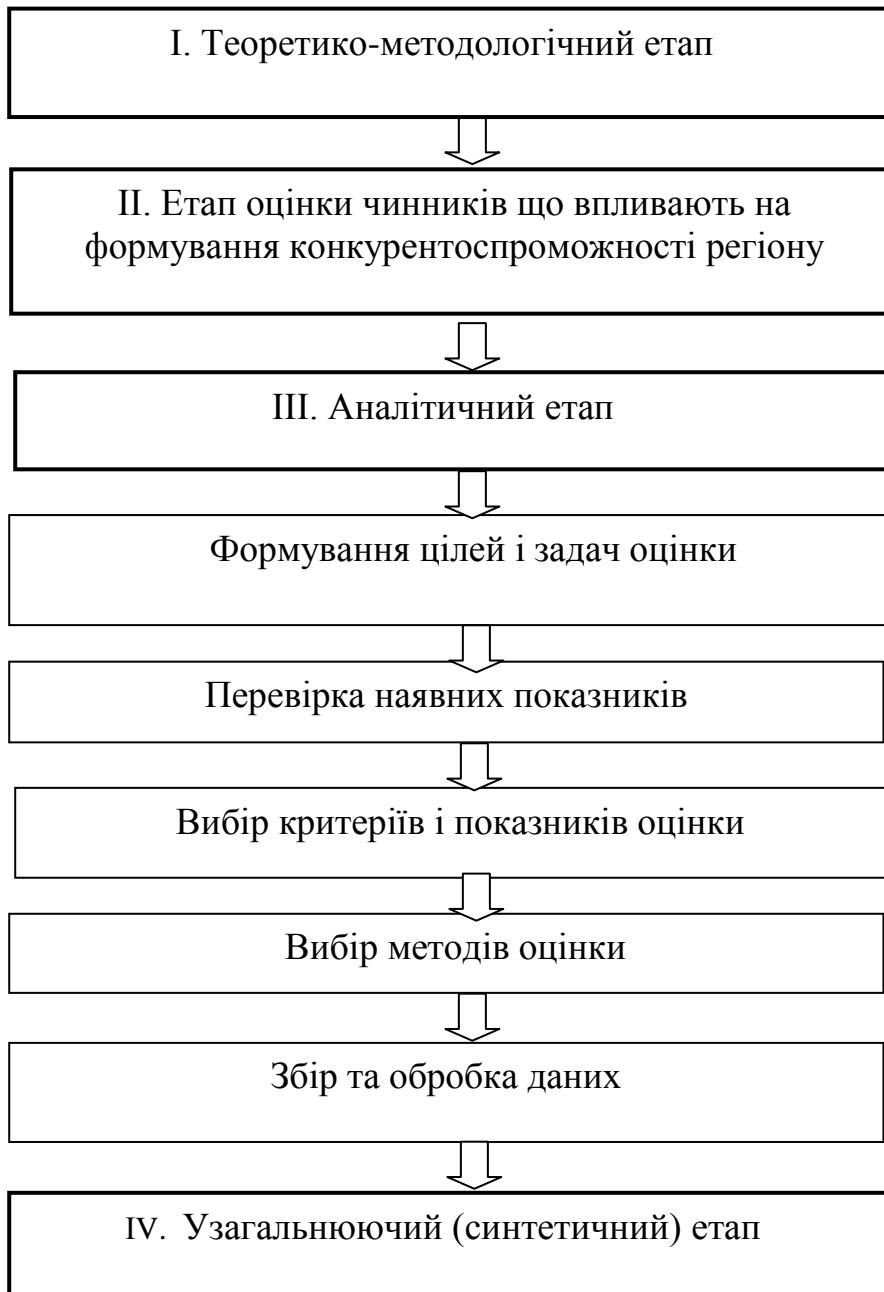 I. Теоретико-методологічний етап
II. Етап оцінки чинників що впливають на
формування конкурентоспроможності регіону
III. Аналітичний етап
Формування цілей і задач оцінки
Перевірка наявних показників
Вибір критеріїв і показників оцінки
Вибір методів оцінки
Збір та обробка даних
IV. Узагальнюючий (синтетичний) етап